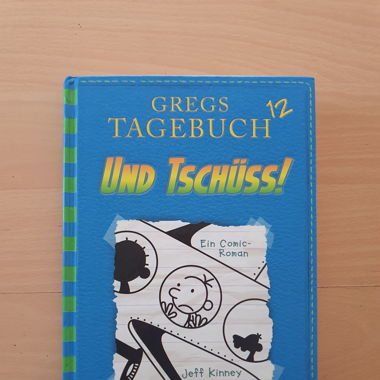 GREGS
TAGEBUCH 12
UND TSCHÜSS!
Ein Comic-
Roman
Jeff Kinney